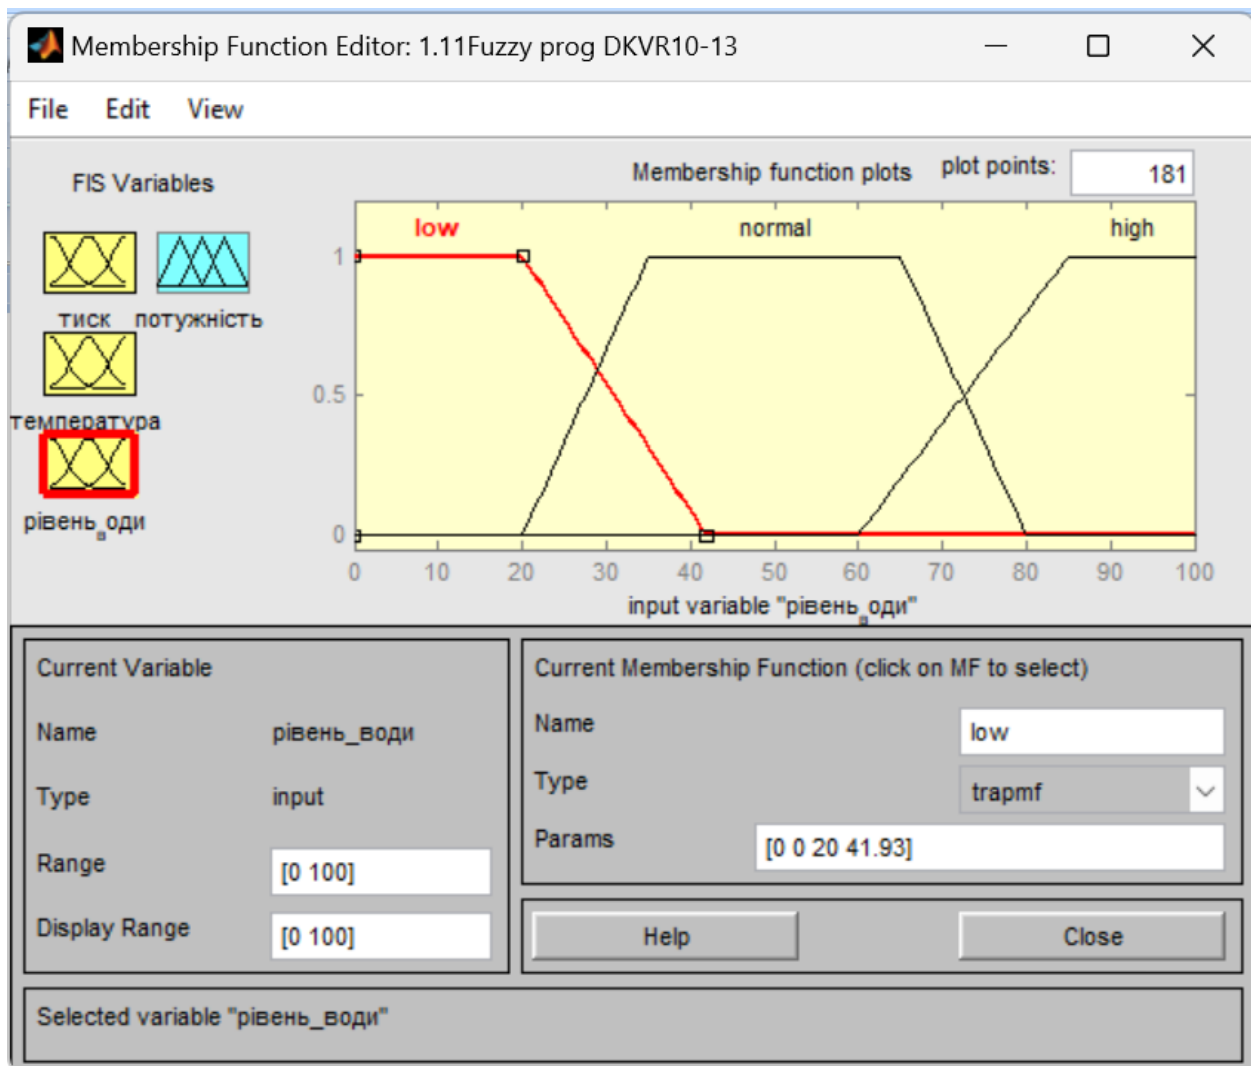 Membership Function Editor: 1.11Fuzzy prog DKVR10-13
File Edit View
FIS Variables
Membership function plots plot points: 181
low normal high
1
0.5
0
0 10 20 30 40 50 60 70 80 90 100
input variable "рівень_води"
тиск потужність
температура
рівень_води
Current Variable
Name рівень_води
Type input
Range [0 100]
Display Range [0 100]
Current Membership Function (click on MF to select)
Name low
Type trapmf
Params [0 0 20 41.93]
Help Close
Selected variable "рівень_води"